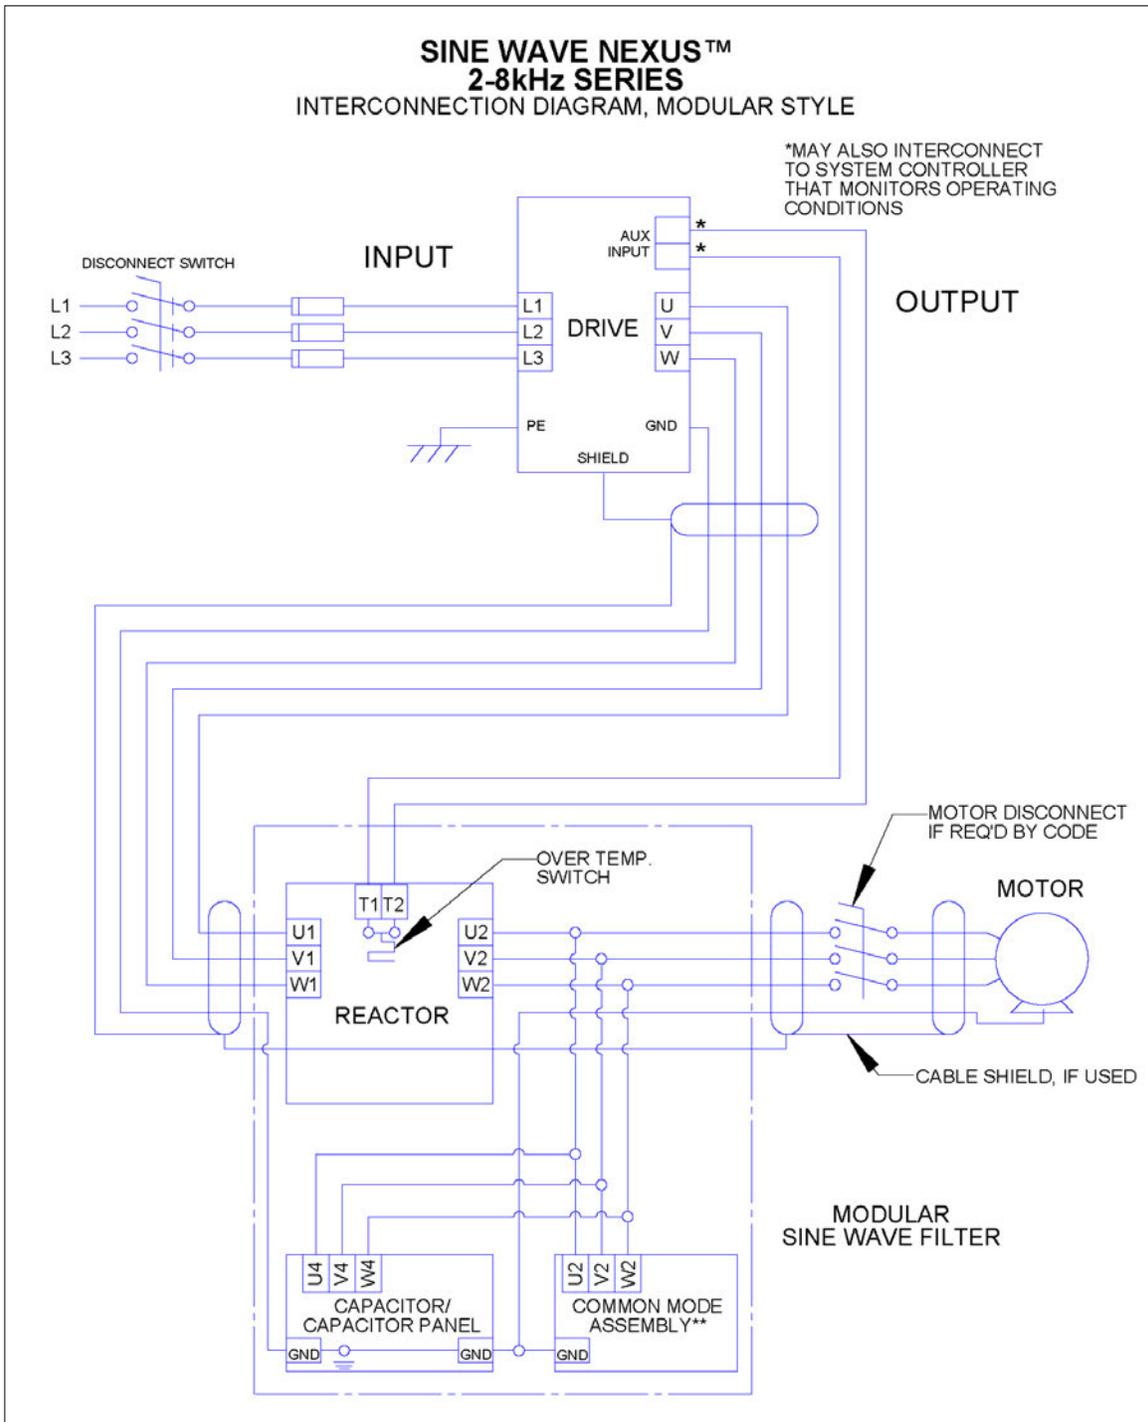 SINE WAVE NEXUS™
2-8kHz SERIES
INTERCONNECTION DIAGRAM, MODULAR STYLE
*MAY ALSO INTERCONNECT
TO SYSTEM CONTROLLER
THAT MONITORS OPERATING
CONDITIONS
DISCONNECT SWITCH
INPUT
AUX
INPUT
*
*
OUTPUT
L1
L2
L3
L1
L2
L3
DRIVE
U
V
W
PE
GND
SHIELD
MOTOR DISCONNECT
IF REQ'D BY CODE
OVER TEMP.
SWITCH
MOTOR
T1 T2
U1
V1
W1
U2
V2
W2
REACTOR
CABLE SHIELD, IF USED
MODULAR
SINE WAVE FILTER
U4 V4 W4
CAPACITOR/
CAPACITOR PANEL
GND
GND
U2 V2 W2
COMMON MODE
ASSEMBLY**
GND